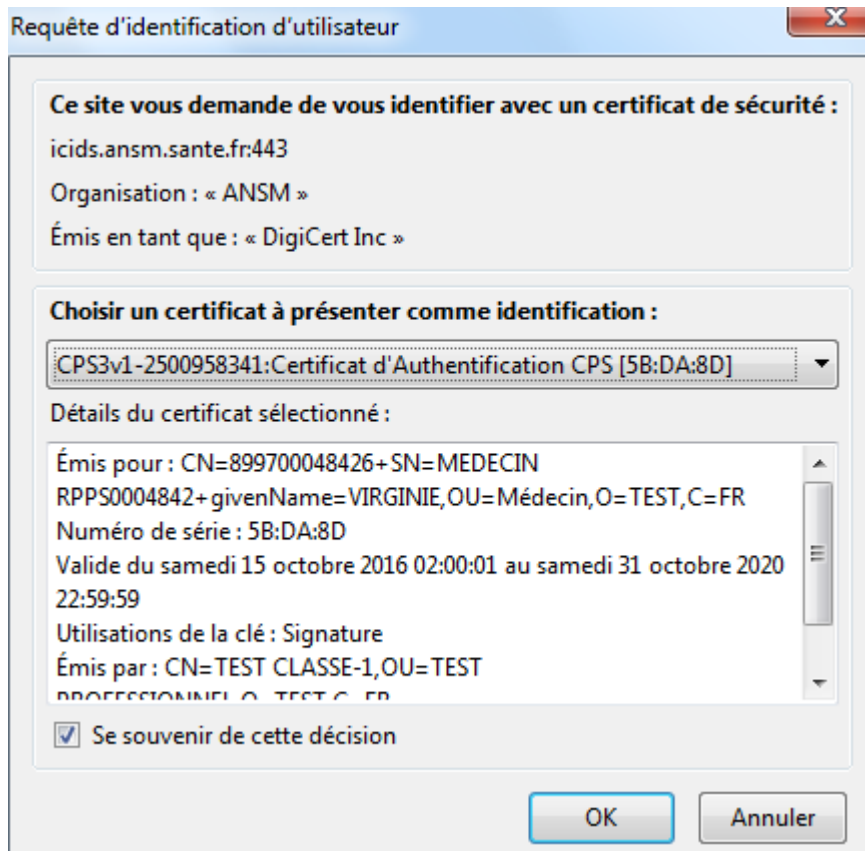 Requête d'identification d'utilisateur
Ce site vous demande de vous identifier avec un certificat de sécurité :
icids.ansm.sante.fr:443
Organisation : « ANSM »
Émis en tant que : « DigiCert Inc »
Choisir un certificat à présenter comme identification :
CPS3v1-2500958341:Certificat d'Authentification CPS [5B:DA:8D]
Détails du certificat sélectionné :
Émis pour : CN=899700048426+SN=MEDECIN
RPPS0004842+givenName=VIRGINIE,OU=Médecin,O=TEST,C=FR
Numéro de série : 5B:DA:8D
Valide du samedi 15 octobre 2016 02:00:01 au samedi 31 octobre 2020
22:59:59
Utilisations de la clé : Signature
Émis par : CN=TEST CLASSE-1,OU=TEST
PROFESSIONNEL,O=TEST,C=FR
Se souvenir de cette décision
OK
Annuler